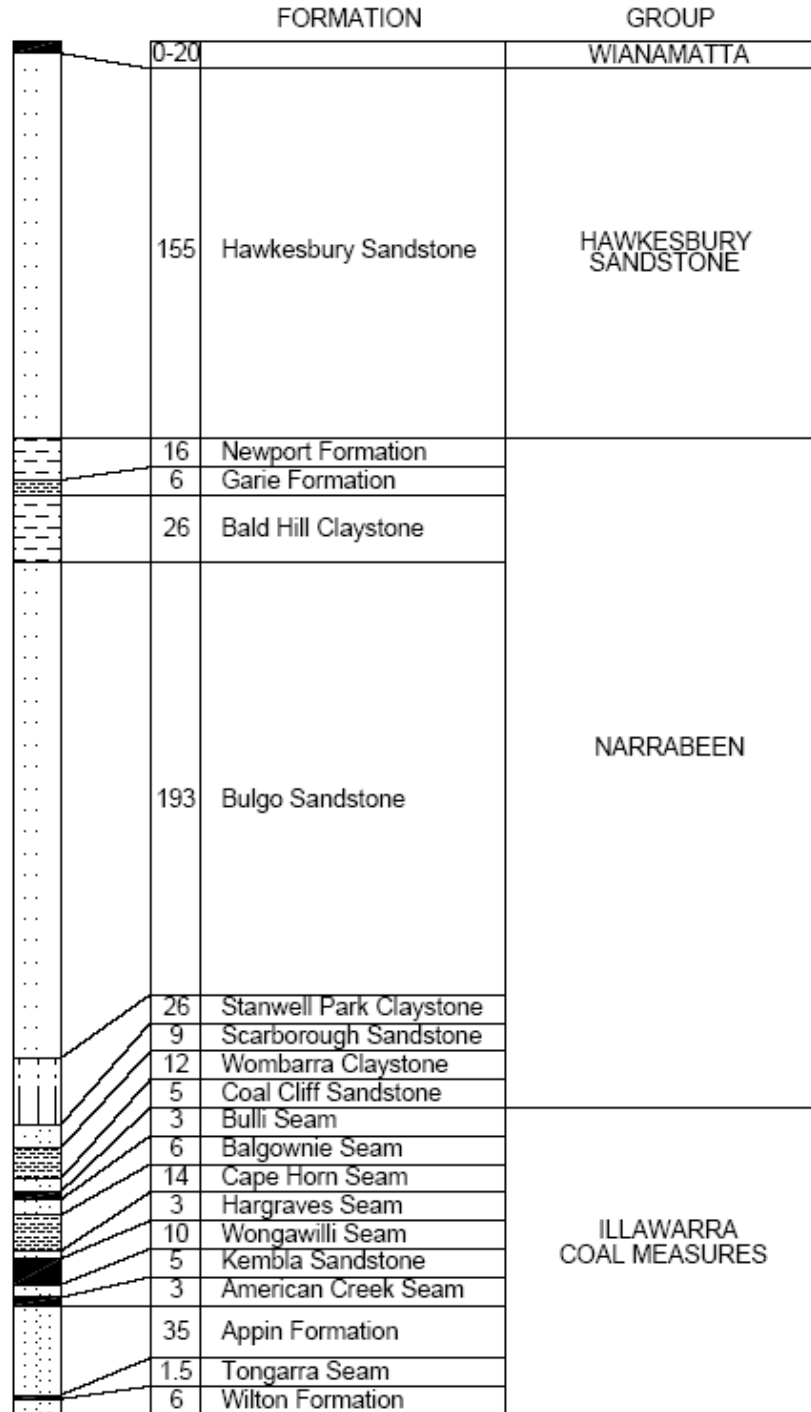 FORMATION GROUP
0-20 WIANAMATTA
155 Hawkesbury Sandstone HAWKESBURY
SANDSTONE
16 Newport Formation
6 Garie Formation
26 Bald Hill Claystone
NARRABEEN
193 Bulgo Sandstone
26 Stanwell Park Claystone
9 Scarborough Sandstone
12 Wombarra Claystone
5 Coal Cliff Sandstone
3 Bulli Seam
6 Balgownie Seam
14 Cape Horn Seam
3 Hargraves Seam
10 Wongawilli Seam ILLAWARRA
5 Kembla Sandstone COAL MEASURES
3 American Creek Seam
35 Appin Formation
1.5 Tongarra Seam
6 Wilton Formation